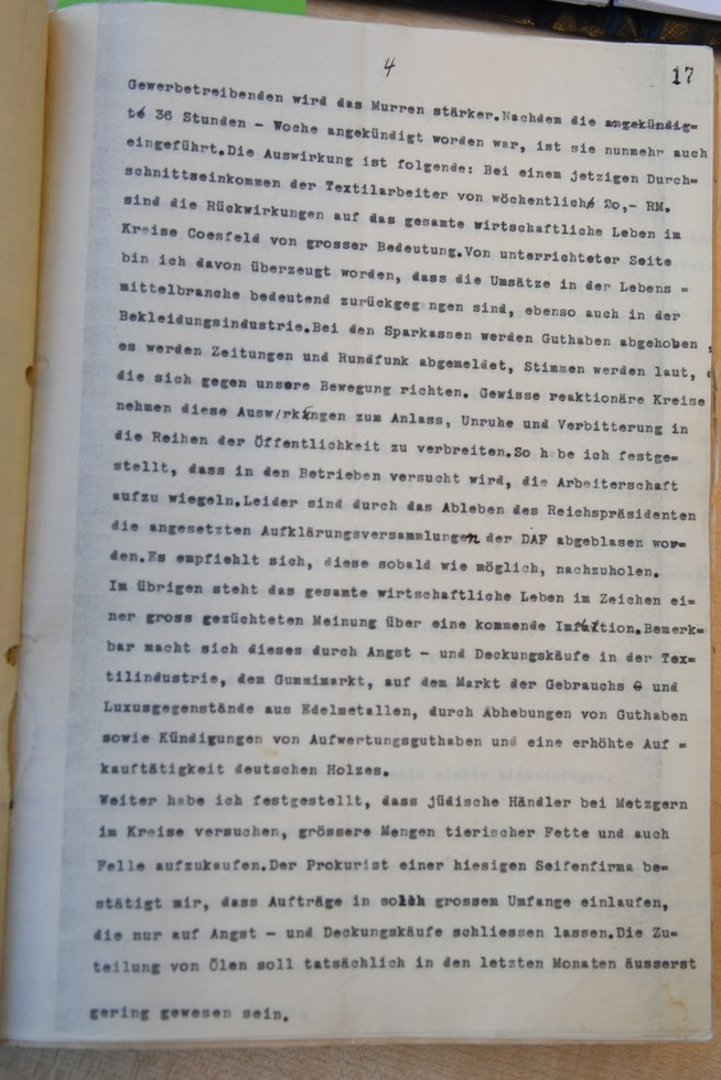 4
17
Gewerbetreibenden wird das Murren stärker.Nachdem die angekündig=
te 36 Stunden - Woche angekündigt worden war, ist sie nunmehr auch
eingeführt.Die Auswirkung ist folgende: Bei einem jetzigen Durch=
schnittseinkommen der Textilarbeiter von wöchentlich 20,- RM.
sind die Rückwirkungen auf das gesamte wirtschaftliche Leben im
Kreise Coesfeld von grosser Bedeutung.Von unterrichteter Seite
bin ich davon überzeugt worden, dass die Umsätze in der Lebens =
mittelbranche bedeutend zurückgegangen sind, ebenso auch in der
Bekleidungsindustrie.Bei den Sparkassen werden Guthaben abgehoben ,
es werden Zeitungen und Rundfunk abgemeldet, Stimmen werden laut,
die sich gegen unsere Bewegung richten. Gewisse reaktionäre Kreise
nehmen diese Auswirkungen zum Anlass, Unruhe und Verbitterung in
die Reihen der Öffentlichkeit zu verbreiten.So habe ich festge=
stellt, dass in den Betrieben versucht wird, die Arbeiterschaft
aufzu wiegeln.Leider sind durch das Ableben des Reichspräsidenten
die angesetzten Aufklärungsversammlungen der DAF abgeblasen wor=
den.Es empfiehlt sich, diese sobald wie möglich, nachzuholen.
Im übrigen steht das gesamte wirtschaftliche Leben im Zeichen ei=
ner gross gezüchteten Meinung über eine kommende Inflation.Bemerk=
bar macht sich dieses durch Angst - und Deckungskäufe in der Tex=
tilindustrie, dem Gummimarkt, auf dem Markt der Gebrauchs und
Luxusgegenstände aus Edelmetallen, durch Abhebungen von Guthaben
sowie Kündigungen von Aufwertungsguthaben und eine erhöhte Auf =
kauftätigkeit deutschen Holzes.
Weiter habe ich festgestellt, dass jüdische Händler bei Metzgern
im Kreise versuchen, grössere Mengen tierischer Fette und auch
Felle aufzukaufen.Der Prokurist einer hiesigen Seifenfirma be=
stätigt mir, dass Aufträge in solch grossem Umfange einlaufen,
die nur auf Angst - und Deckungskäufe schliessen lassen.Die Zu=
teilung von Ölen soll tatsächlich in den letzten Monaten äusserst
gering gewesen sein.